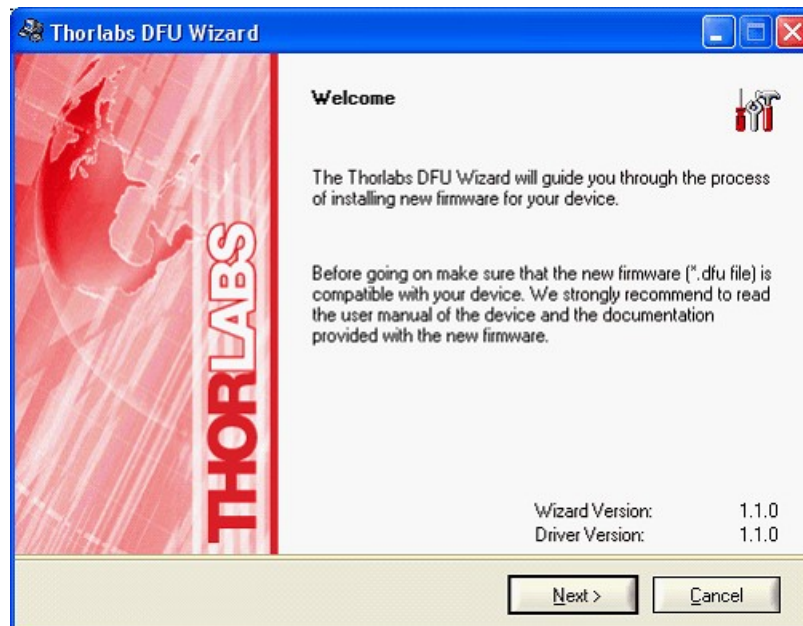 Thorlabs DFU Wizard
Welcome
The Thorlabs DFU Wizard will guide you through the process
of installing new firmware for your device.
Before going on make sure that the new firmware (*.dfu file) is
compatible with your device. We strongly recommend to read
the user manual of the device and the documentation
provided with the new firmware.
THORLABS
Wizard Version: 1.1.0
Driver Version: 1.1.0
Next >
Cancel